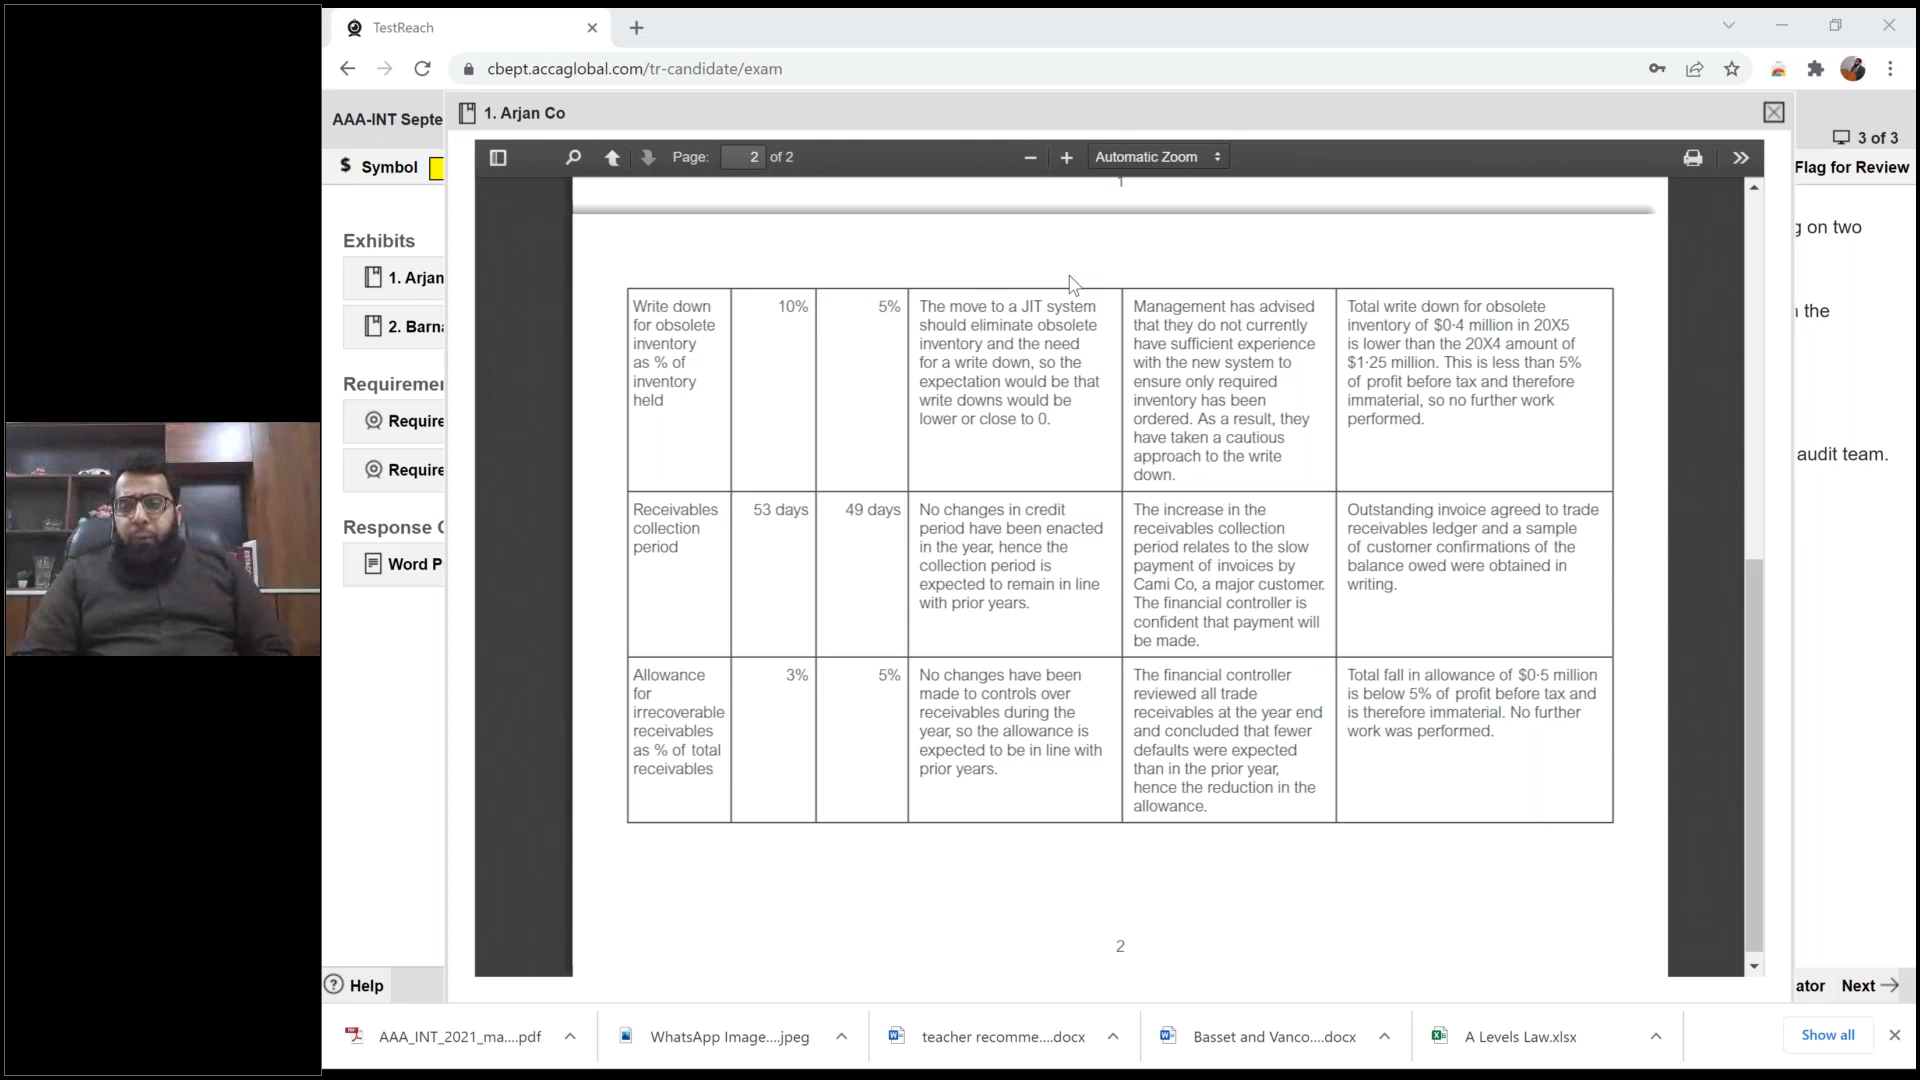 TestReach
cbept.accaglobal.com/tr-candidate/exam
AAA-INT Septe
1. Arjan Co
3 of 3
$ Symbol
Page: 2 of 2
Automatic Zoom
Flag for Review
1
g on two
Exhibits
1. Arjan
2. Barna
the
Requiremen
Require
Require
audit team.
Response
Word P
Write down
for obsolete
inventory
as % of
inventory
held
10%
5%
The move to a JIT system
should eliminate obsolete
inventory and the need
for a write down, so the
expectation would be that
write downs would be
lower or close to 0.
Management has advised
that they do not currently
have sufficient experience
with the new system to
ensure only required
inventory has been
ordered. As a result, they
have taken a cautious
approach to the write
down.
Total write down for obsolete
inventory of $0·4 million in 20X5
is lower than the 20X4 amount of
$1·25 million. This is less than 5%
of profit before tax and therefore
immaterial, so no further work
performed.
Receivables
collection
period
53 days
49 days
No changes in credit
period have been enacted
in the year, hence the
collection period is
expected to remain in line
with prior years.
The increase in the
receivables collection
period relates to the slow
payment of invoices by
Cami Co, a major customer.
The financial controller is
confident that payment will
be made.
Outstanding invoice agreed to trade
receivables ledger and a sample
of customer confirmations of the
balance owed were obtained in
writing.
Allowance
for
irrecoverable
receivables
as % of total
receivables
3%
5%
No changes have been
made to controls over
receivables during the
year, so the allowance is
expected to be in line with
prior years.
The financial controller
reviewed all trade
receivables at the year end
and concluded that fewer
defaults were expected
than in the prior year,
hence the reduction in the
allowance.
Total fall in allowance of $0·5 million
is below 5% of profit before tax and
is therefore immaterial. No further
work was performed.
2
Help
ator
Next
AAA_INT_2021_ma....pdf
WhatsApp Image....jpeg
teacher recomme....docx
Basset and Vanco....docx
A Levels Law.xlsx
Show all